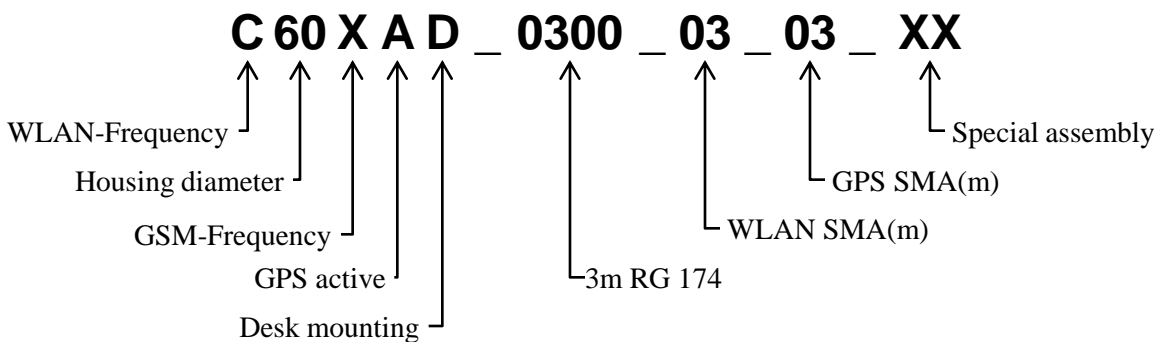 C 60 X A D _ 0300 _ 03 _ 03 _ XX
WLAN-Frequency
Special assembly
Housing diameter
GPS SMA(m)
GSM-Frequency
WLAN SMA(m)
GPS active
3m RG 174
Desk mounting